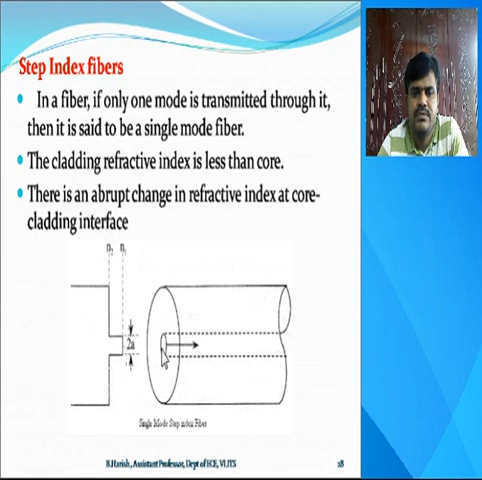 Step Index fibers
In a fiber, if only one mode is transmitted through it,
then it is said to be a single mode fiber.
The cladding refractive index is less than core.
There is an abrupt change in refractive index at core-
cladding interface
n₂ n₁
2a
Single Mode Step index Fiber
B.Harish, Assistant Professor, Dept of ECE, VLITS 28